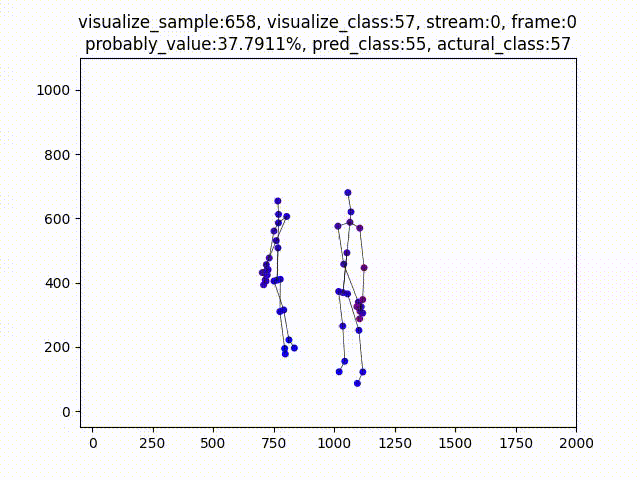 visualize_sample:658, visualize_class:57, stream:0, frame:0
probably_value:37.7911%, pred_class:55, actural_class:57
1000
800
600
400
200
0
0 250 500 750 1000 1250 1500 1750 2000